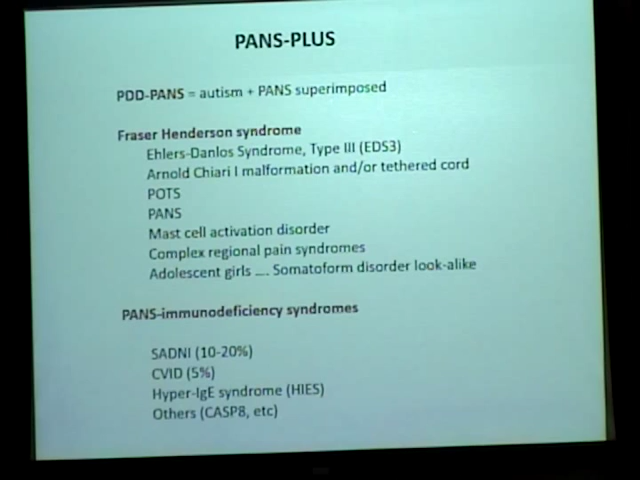 PANS-PLUS
PDD-PANS = autism + PANS superimposed
Fraser Henderson syndrome
Ehlers-Danlos Syndrome, Type III (EDS3)
Arnold Chiari I malformation and/or tethered cord
POTS
PANS
Mast cell activation disorder
Complex regional pain syndromes
Adolescent girls .... Somatoform disorder look-alike
PANS-immunodeficiency syndromes
SADNI (10-20%)
CVID (5%)
Hyper-IgE syndrome (HIES)
Others (CASP8, etc)